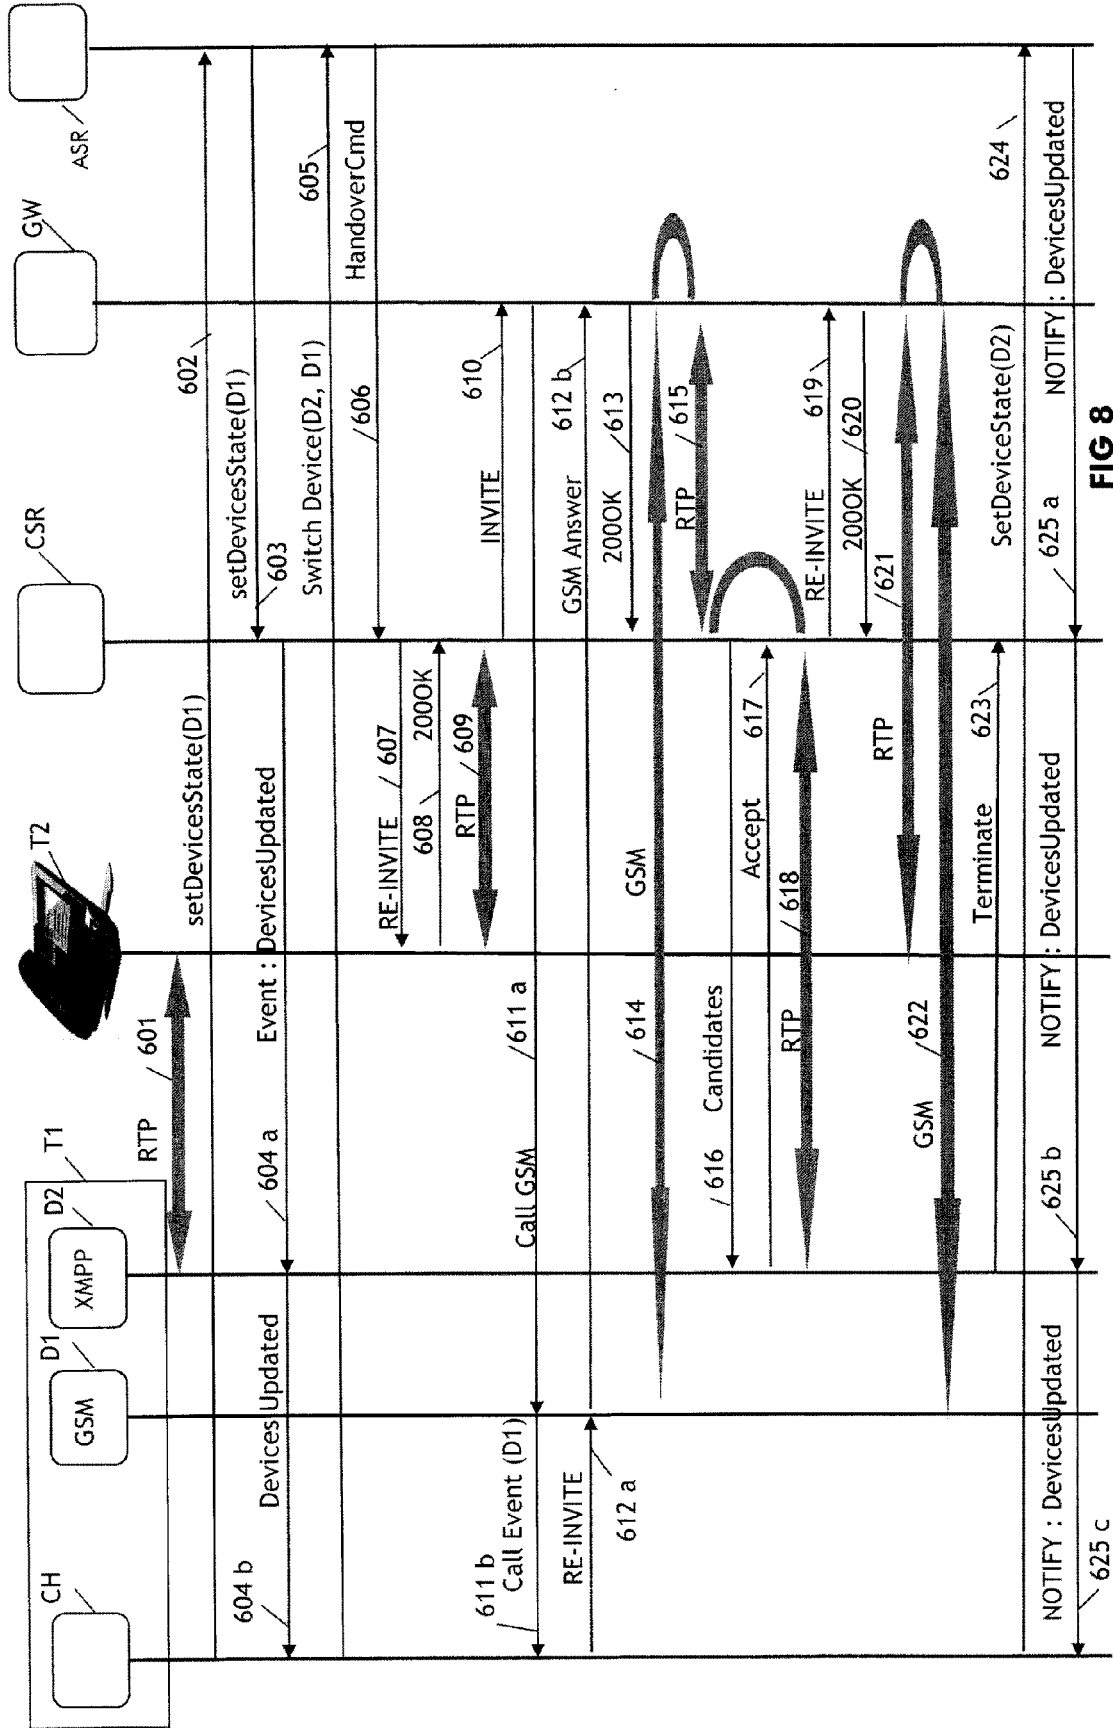 T1
CH
D1
GSM
D2
XMPP
T2
CSR
GW
ASR
RTP
601
602
setDevicesState(D1)
setDevicesState(D1)
603
604 a
Event : DevicesUpdated
604 b
Devices Updated
Switch Device(D2, D1)
605
HandoverCmd
606
RE-INVITE
607
608
200OK
RTP
609
INVITE
610
Call GSM
611 a
611 b
Call Event (D1)
RE-INVITE
612 a
GSM Answer
612 b
200OK
613
614
GSM
RTP
615
616
Candidates
Accept
617
RTP
618
RE-INVITE
619
200OK
620
RTP
621
GSM
622
Terminate
623
SetDeviceState(D2)
624
NOTIFY : DevicesUpdated
625 a
NOTIFY : DevicesUpdated
625 b
NOTIFY : DevicesUpdated
625 c
FIG 8